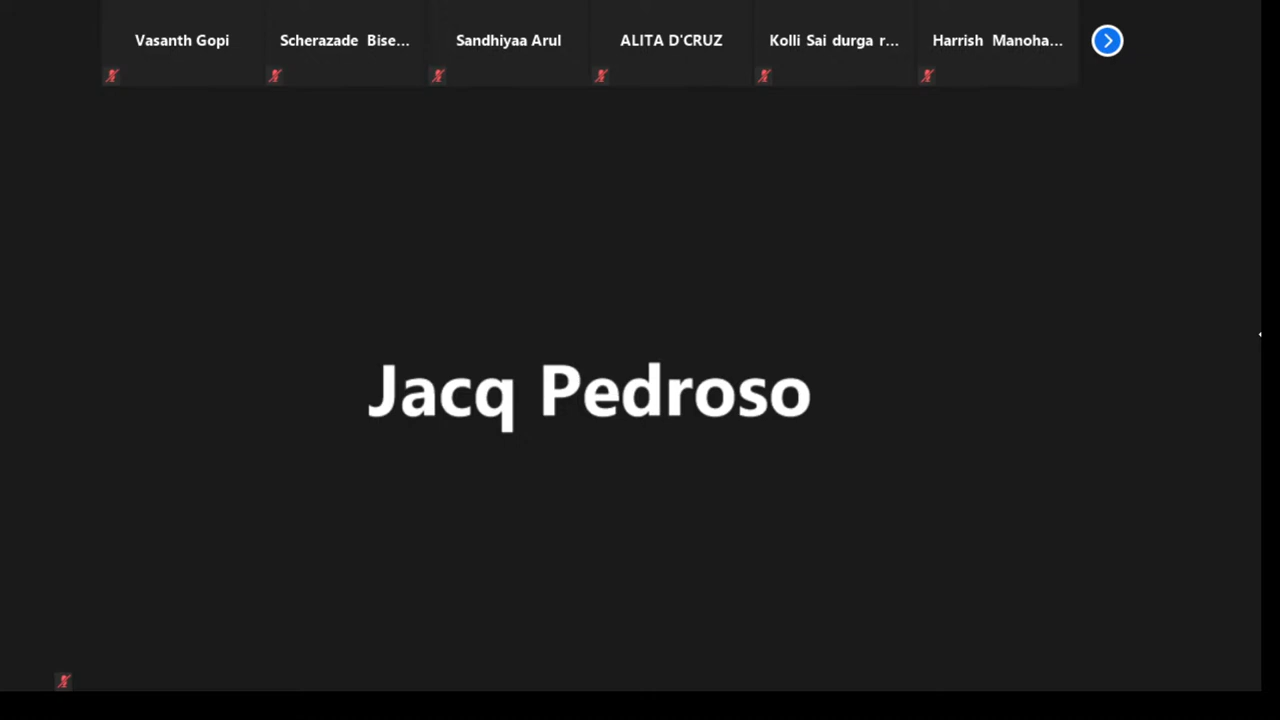 Vasanth Gopi
Scherazade Bise...
Sandhiyaa Arul
ALITA D'CRUZ
Kolli Sai durga r...
Harrish Manoha...
Jacq Pedroso